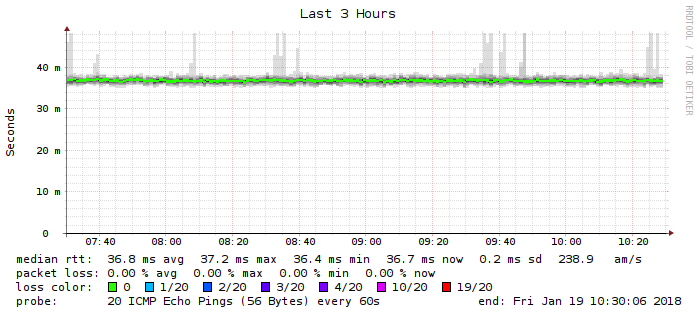 Last 3 Hours
RRDTOOL / TOBI OETIKER
Seconds
40 m
30 m
20 m
10 m
0
07:40 08:00 08:20 08:40 09:00 09:20 09:40 10:00 10:20
median rtt: 36.8 ms avg 37.2 ms max 36.4 ms min 36.7 ms now 0.2 ms sd 238.9 am/s
packet loss: 0.00 % avg 0.00 % max 0.00 % min 0.00 % now
loss color: 0 1/20 2/20 3/20 4/20 10/20 19/20
probe: 20 ICMP Echo Pings (56 Bytes) every 60s end: Fri Jan 19 10:30:06 2018